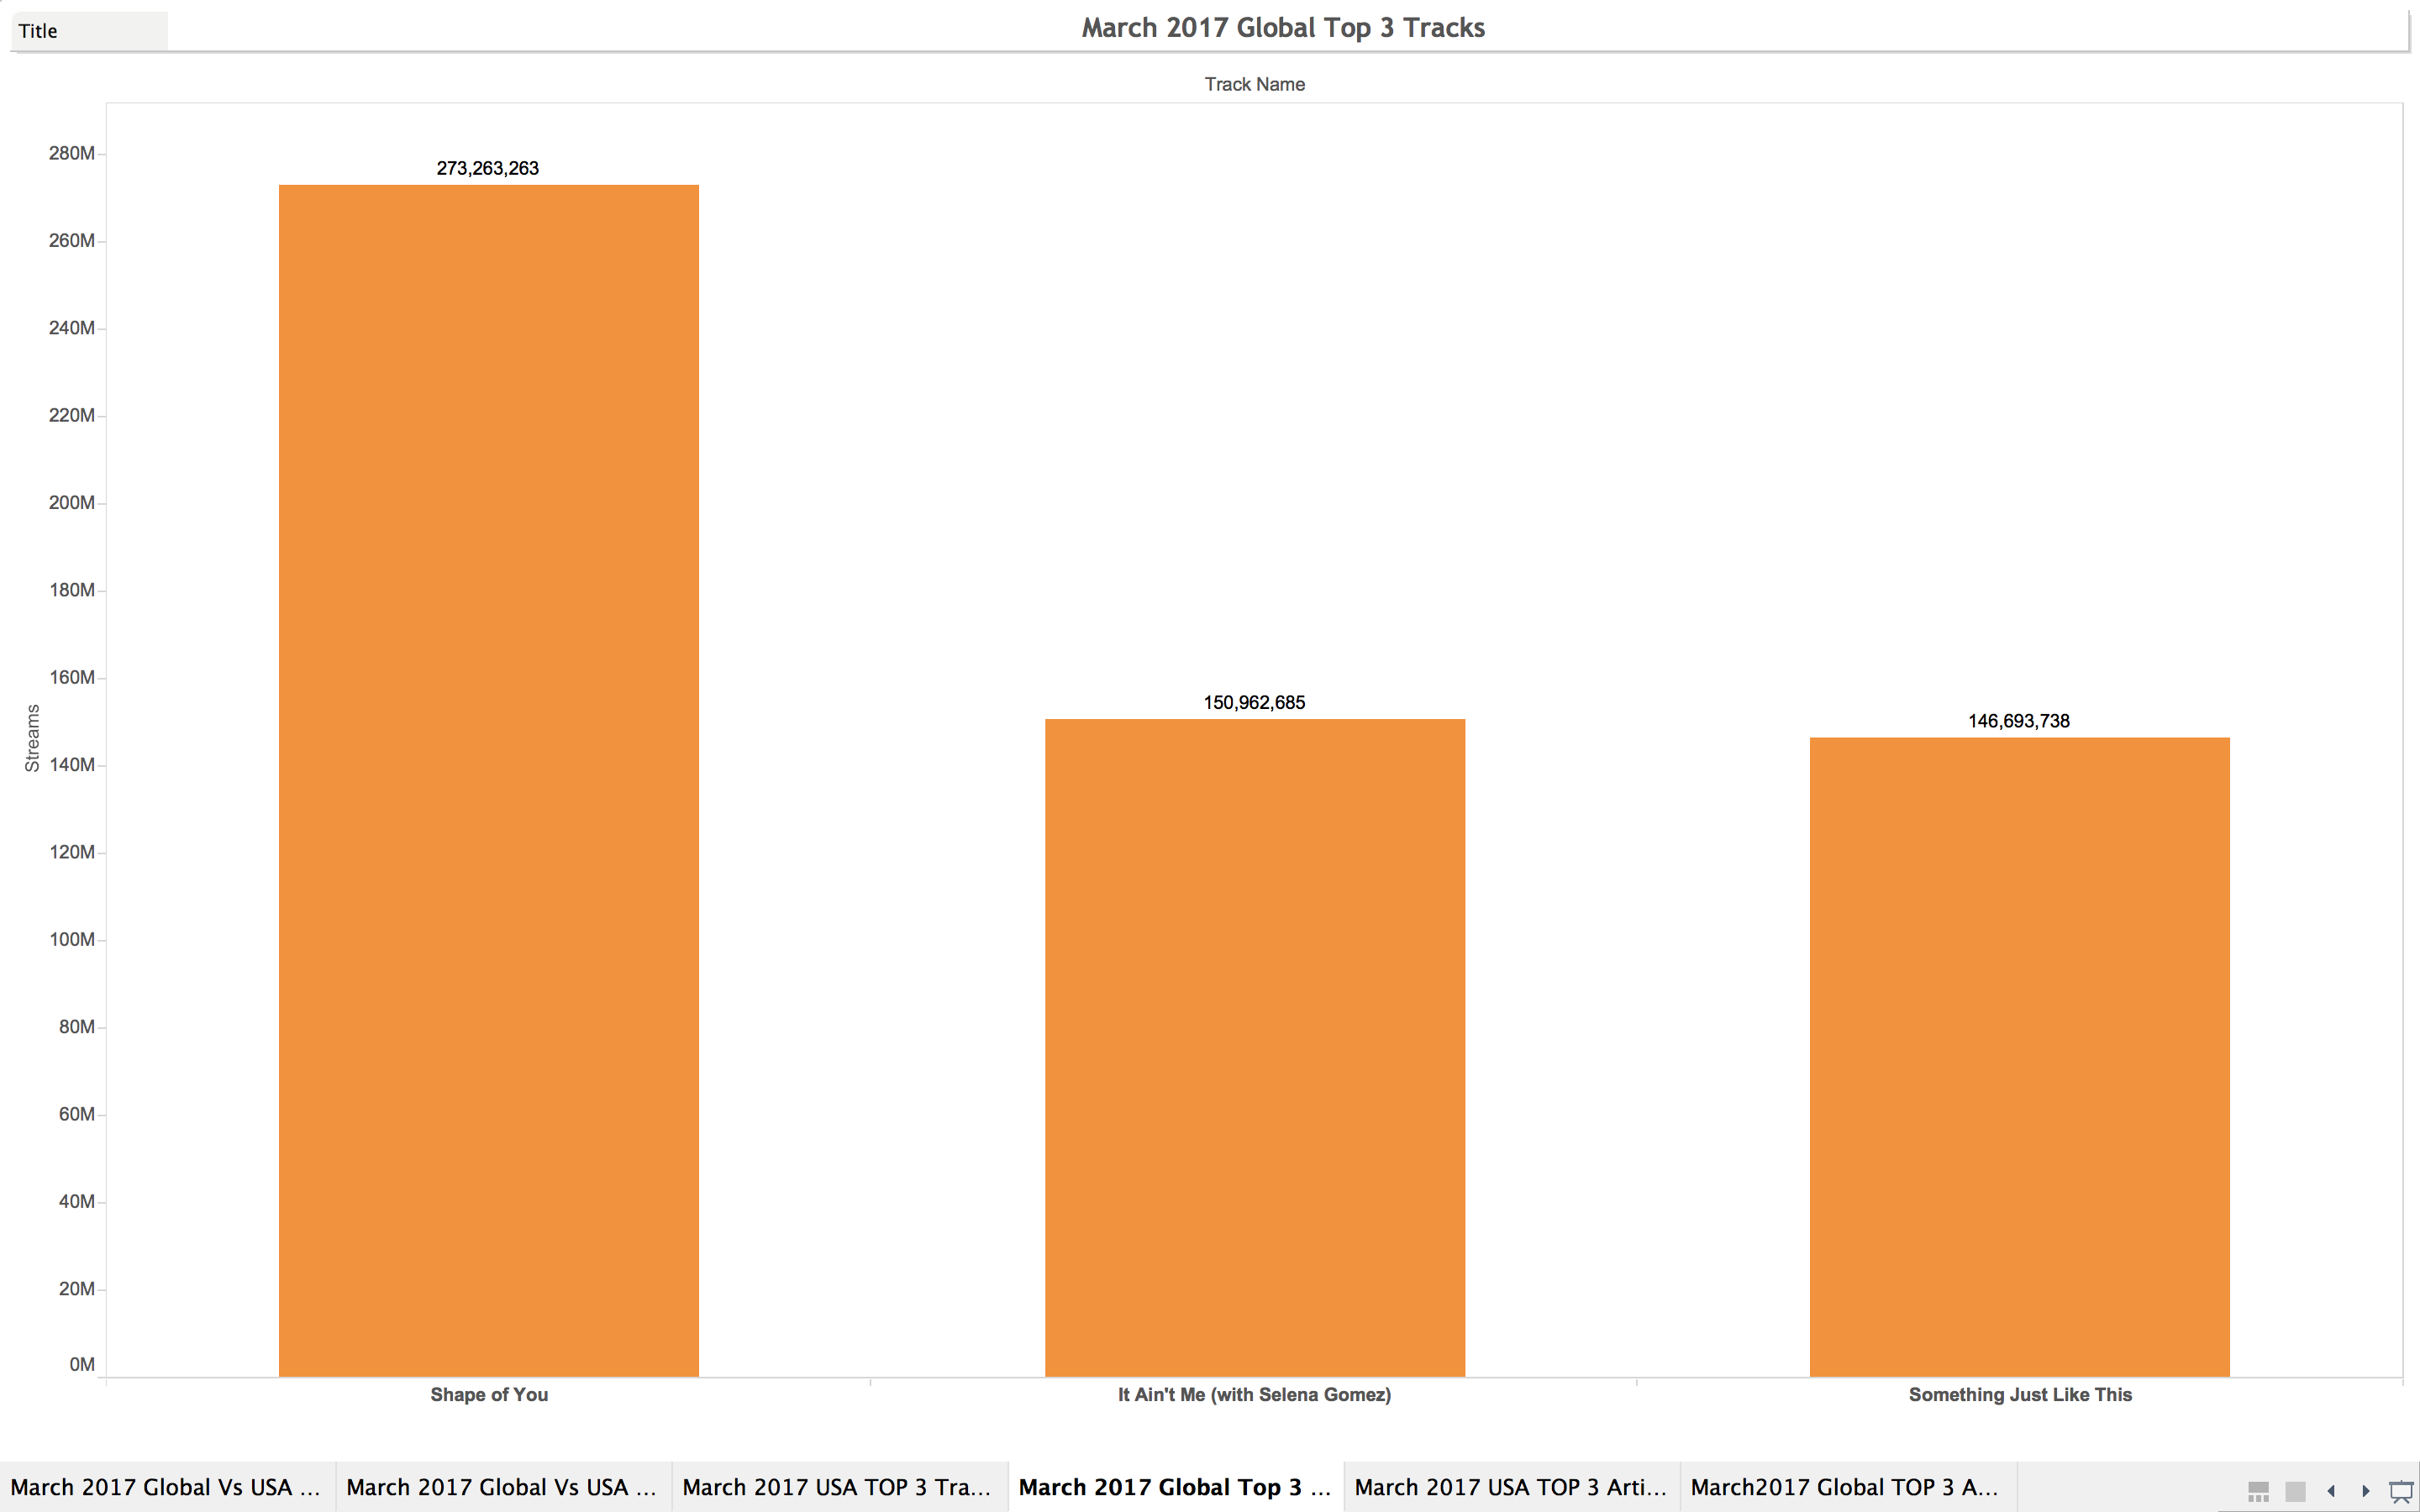 Title
March 2017 Global Top 3 Tracks
Track Name
280M
260M
240M
220M
200M
180M
160M
140M
120M
100M
80M
60M
40M
20M
0M
Streams
273,263,263
150,962,685
146,693,738
Shape of You
It Ain't Me (with Selena Gomez)
Something Just Like This
March 2017 Global Vs USA ...
March 2017 Global Vs USA ...
March 2017 USA TOP 3 Tra...
March 2017 Global Top 3 ...
March 2017 USA TOP 3 Arti...
March2017 Global TOP 3 A...